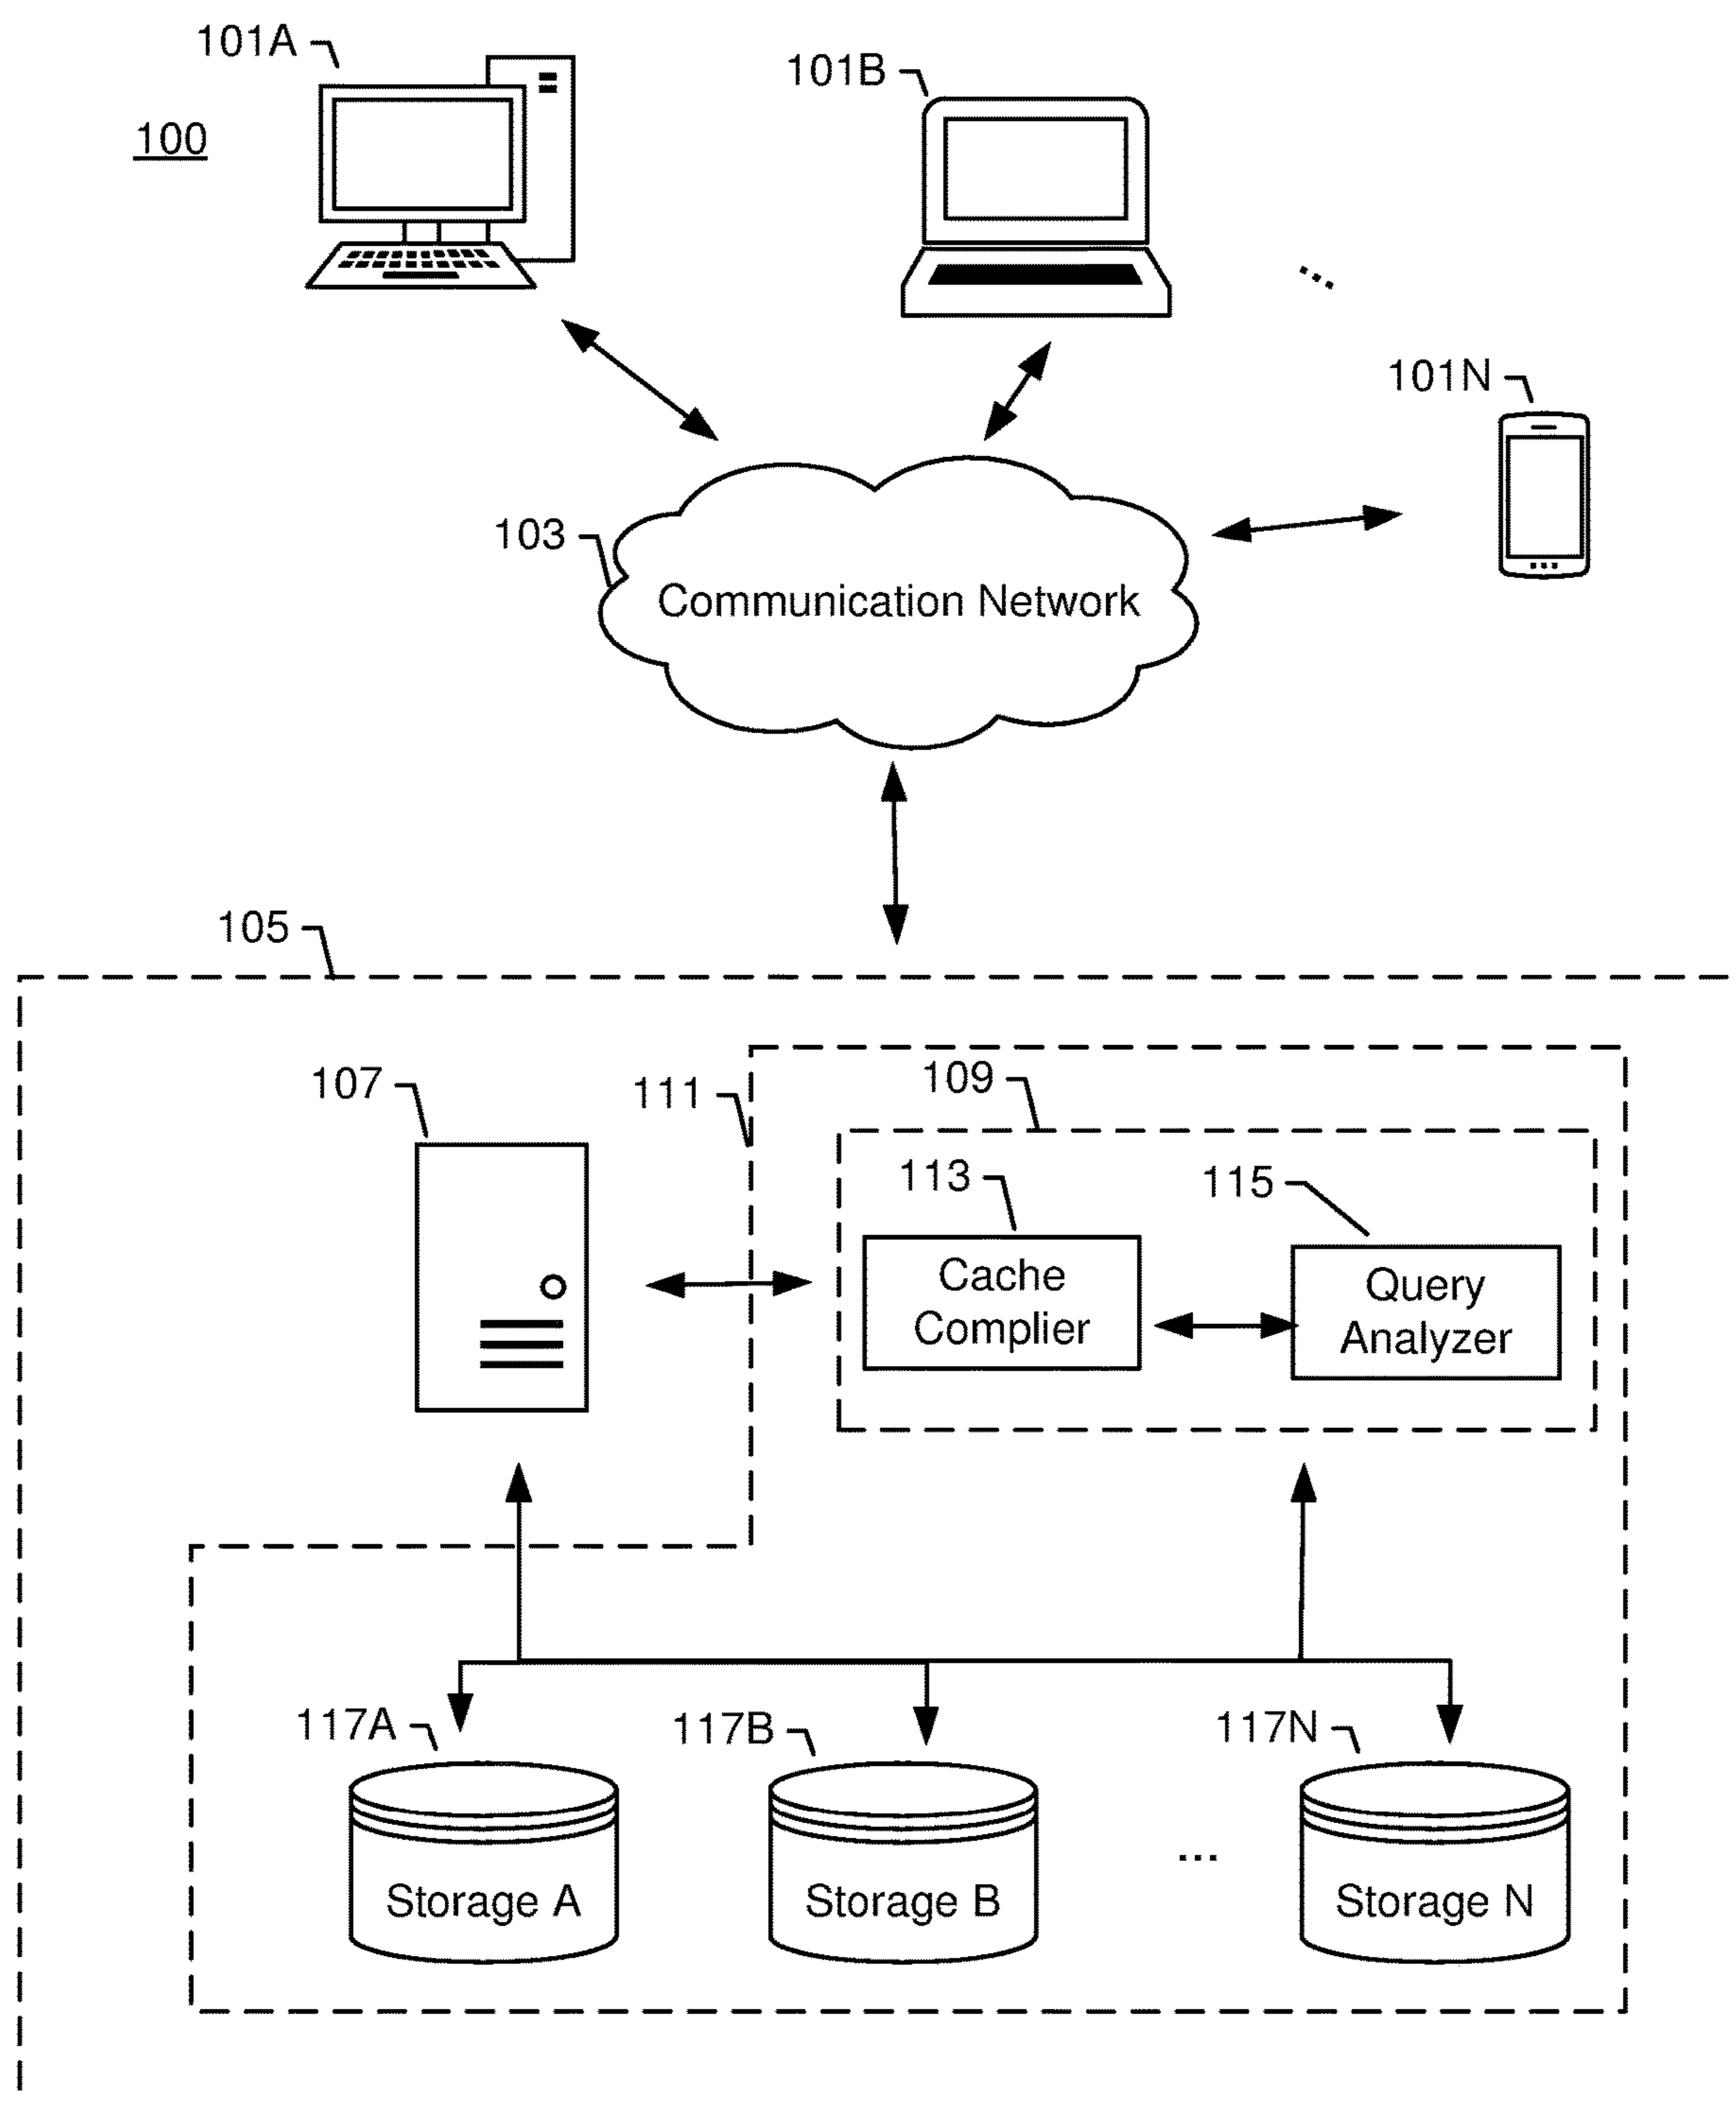 101A
101B
100
101N
103
Communication Network
105
107
111
109
113
115
Cache
Complier
Query
Analyzer
117A
117B
117N
...
Storage A
Storage B
Storage N